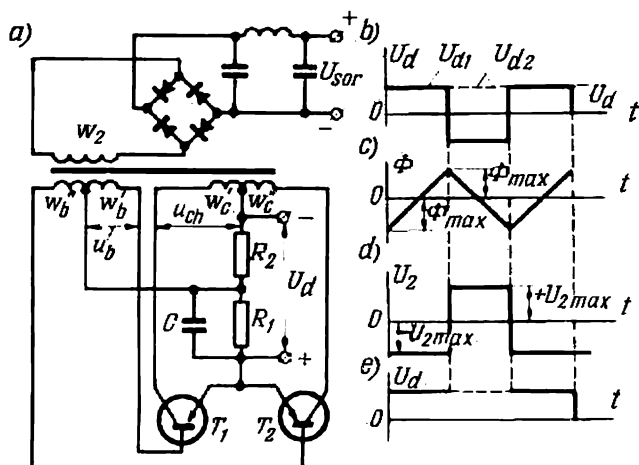 a)
+
U_sor
-
w_2
w_b" w_b'
u_b'
u_ch
w_c' w_c"
-
R_2
U_d
C
R_1
+
T_1
T_2
b)
U_d U_d1 U_d2
0
U_d t
c)
Φ
Φ_max
0
t
Φ_max
d)
U_2
+U_2max
0
-U_2max
t
e)
U_d
0
t